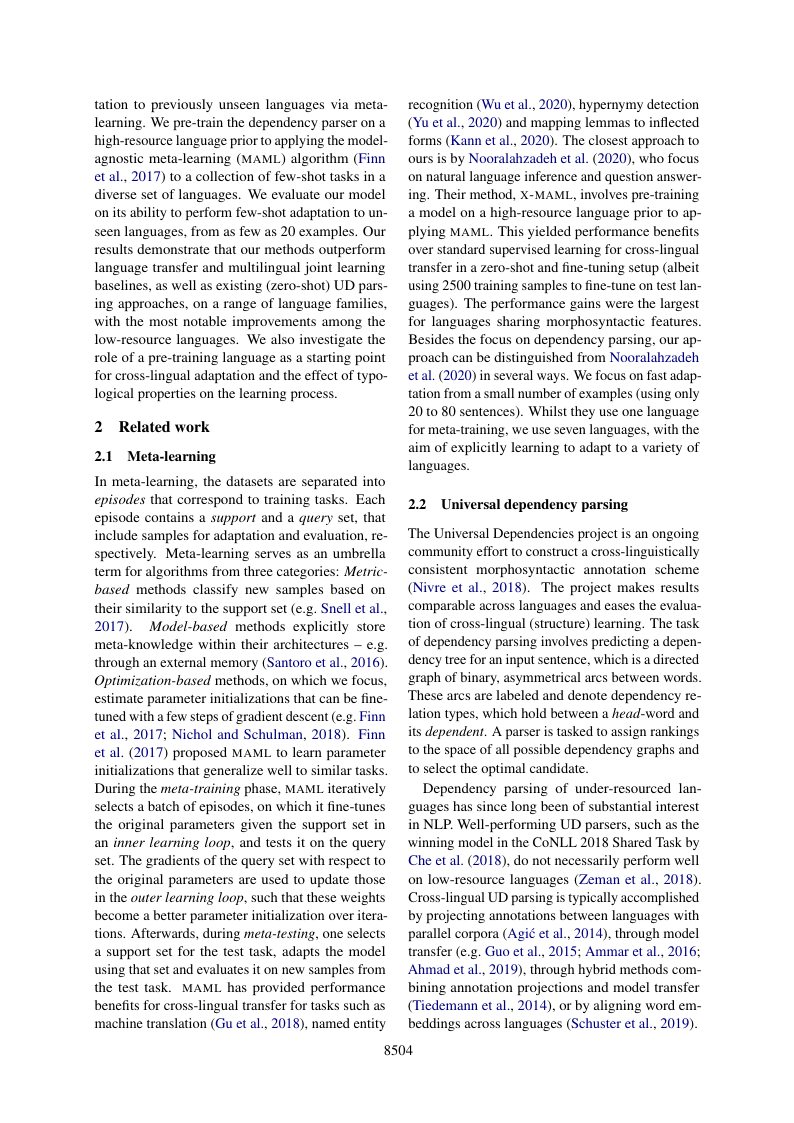 tation to previously unseen languages via meta-
learning. We pre-train the dependency parser on a
high-resource language prior to applying the model-
agnostic meta-learning (MAML) algorithm (Finn
et al., 2017) to a collection of few-shot tasks in a
diverse set of languages. We evaluate our model
on its ability to perform few-shot adaptation to un-
seen languages, from as few as 20 examples. Our
results demonstrate that our methods outperform
language transfer and multilingual joint learning
baselines, as well as existing (zero-shot) UD pars-
ing approaches, on a range of language families,
with the most notable improvements among the
low-resource languages. We also investigate the
role of a pre-training language as a starting point
for cross-lingual adaptation and the effect of typo-
logical properties on the learning process.
2 Related work
2.1 Meta-learning
In meta-learning, the datasets are separated into
episodes that correspond to training tasks. Each
episode contains a support and a query set, that
include samples for adaptation and evaluation, re-
spectively. Meta-learning serves as an umbrella
term for algorithms from three categories: Metric-
based methods classify new samples based on
their similarity to the support set (e.g. Snell et al.,
2017). Model-based methods explicitly store
meta-knowledge within their architectures – e.g.
through an external memory (Santoro et al., 2016).
Optimization-based methods, on which we focus,
estimate parameter initializations that can be fine-
tuned with a few steps of gradient descent (e.g. Finn
et al., 2017; Nichol and Schulman, 2018). Finn
et al. (2017) proposed MAML to learn parameter
initializations that generalize well to similar tasks.
During the meta-training phase, MAML iteratively
selects a batch of episodes, on which it fine-tunes
the original parameters given the support set in
an inner learning loop, and tests it on the query
set. The gradients of the query set with respect to
the original parameters are used to update those
in the outer learning loop, such that these weights
become a better parameter initialization over itera-
tions. Afterwards, during meta-testing, one selects
a support set for the test task, adapts the model
using that set and evaluates it on new samples from
the test task. MAML has provided performance
benefits for cross-lingual transfer for tasks such as
machine translation (Gu et al., 2018), named entity
recognition (Wu et al., 2020), hypernymy detection
(Yu et al., 2020) and mapping lemmas to inflected
forms (Kann et al., 2020). The closest approach to
ours is by Nooralahzadeh et al. (2020), who focus
on natural language inference and question answer-
ing. Their method, X-MAML, involves pre-training
a model on a high-resource language prior to ap-
plying MAML. This yielded performance benefits
over standard supervised learning for cross-lingual
transfer in a zero-shot and fine-tuning setup (albeit
using 2500 training samples to fine-tune on test lan-
guages). The performance gains were the largest
for languages sharing morphosyntactic features.
Besides the focus on dependency parsing, our ap-
proach can be distinguished from Nooralahzadeh
et al. (2020) in several ways. We focus on fast adap-
tation from a small number of examples (using only
20 to 80 sentences). Whilst they use one language
for meta-training, we use seven languages, with the
aim of explicitly learning to adapt to a variety of
languages.
2.2 Universal dependency parsing
The Universal Dependencies project is an ongoing
community effort to construct a cross-linguistically
consistent morphosyntactic annotation scheme
(Nivre et al., 2018). The project makes results
comparable across languages and eases the evalua-
tion of cross-lingual (structure) learning. The task
of dependency parsing involves predicting a depen-
dency tree for an input sentence, which is a directed
graph of binary, asymmetrical arcs between words.
These arcs are labeled and denote dependency re-
lation types, which hold between a head-word and
its dependent. A parser is tasked to assign rankings
to the space of all possible dependency graphs and
to select the optimal candidate.
Dependency parsing of under-resourced lan-
guages has since long been of substantial interest
in NLP. Well-performing UD parsers, such as the
winning model in the CoNLL 2018 Shared Task by
Che et al. (2018), do not necessarily perform well
on low-resource languages (Zeman et al., 2018).
Cross-lingual UD parsing is typically accomplished
by projecting annotations between languages with
parallel corpora (Agić et al., 2014), through model
transfer (e.g. Guo et al., 2015; Ammar et al., 2016;
Ahmad et al., 2019), through hybrid methods com-
bining annotation projections and model transfer
(Tiedemann et al., 2014), or by aligning word em-
beddings across languages (Schuster et al., 2019).
8504